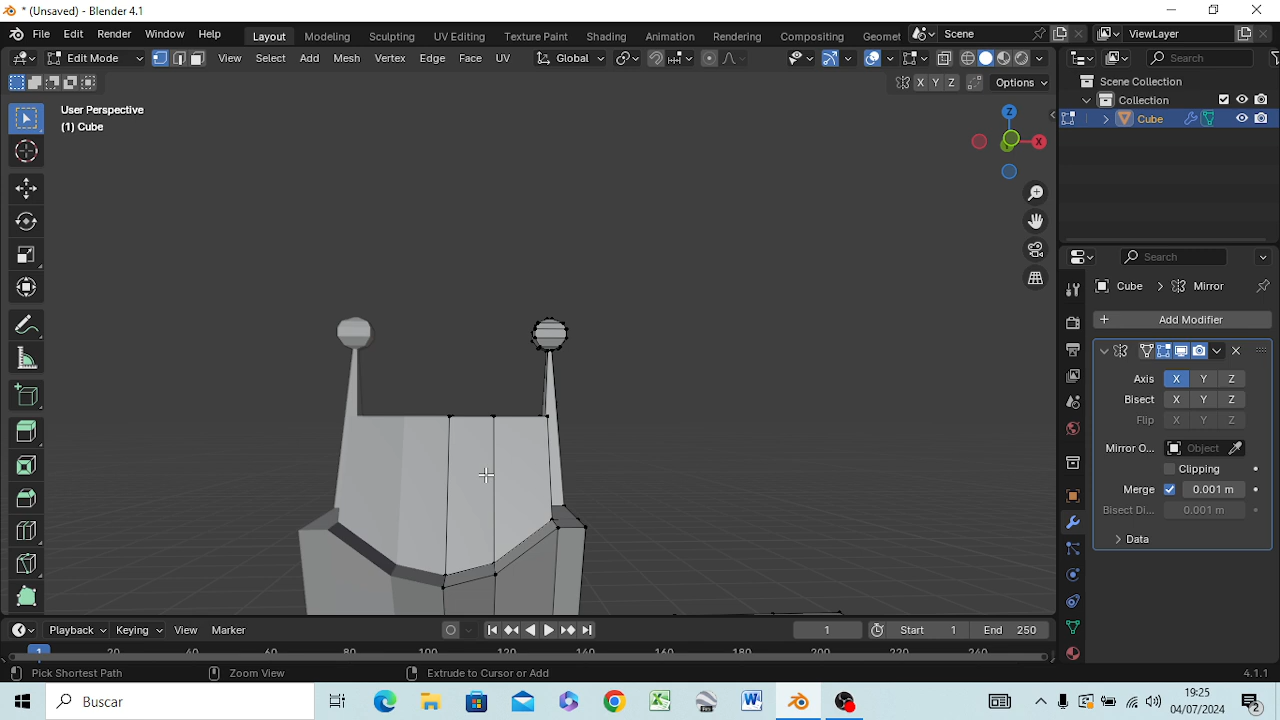 * (Unsaved) - Blender 4.1
File Edit Render Window Help Layout Modeling Sculpting UV Editing Texture Paint Shading Animation Rendering Compositing Geomet Scene ViewLayer
Edit Mode View Select Add Mesh Vertex Edge Face UV Global Search
X Y Z Options Scene Collection
User Perspective
(1) Cube
Collection
Cube
Z
X
Y
Search
Cube > Mirror
+ Add Modifier
Axis X Y Z
Bisect X Y Z
Flip X Y Z
Mirror O... Object
Clipping
Merge 0.001 m
Bisect Di... 0.001 m
> Data
Playback Keying View Marker 1 Start 1 End 250
1 20 40 60 80 100 120 140 160 180 200 220 240
Pick Shortest Path Zoom View Extrude to Cursor or Add 4.1.1
Buscar
19:25
04/07/2024
2